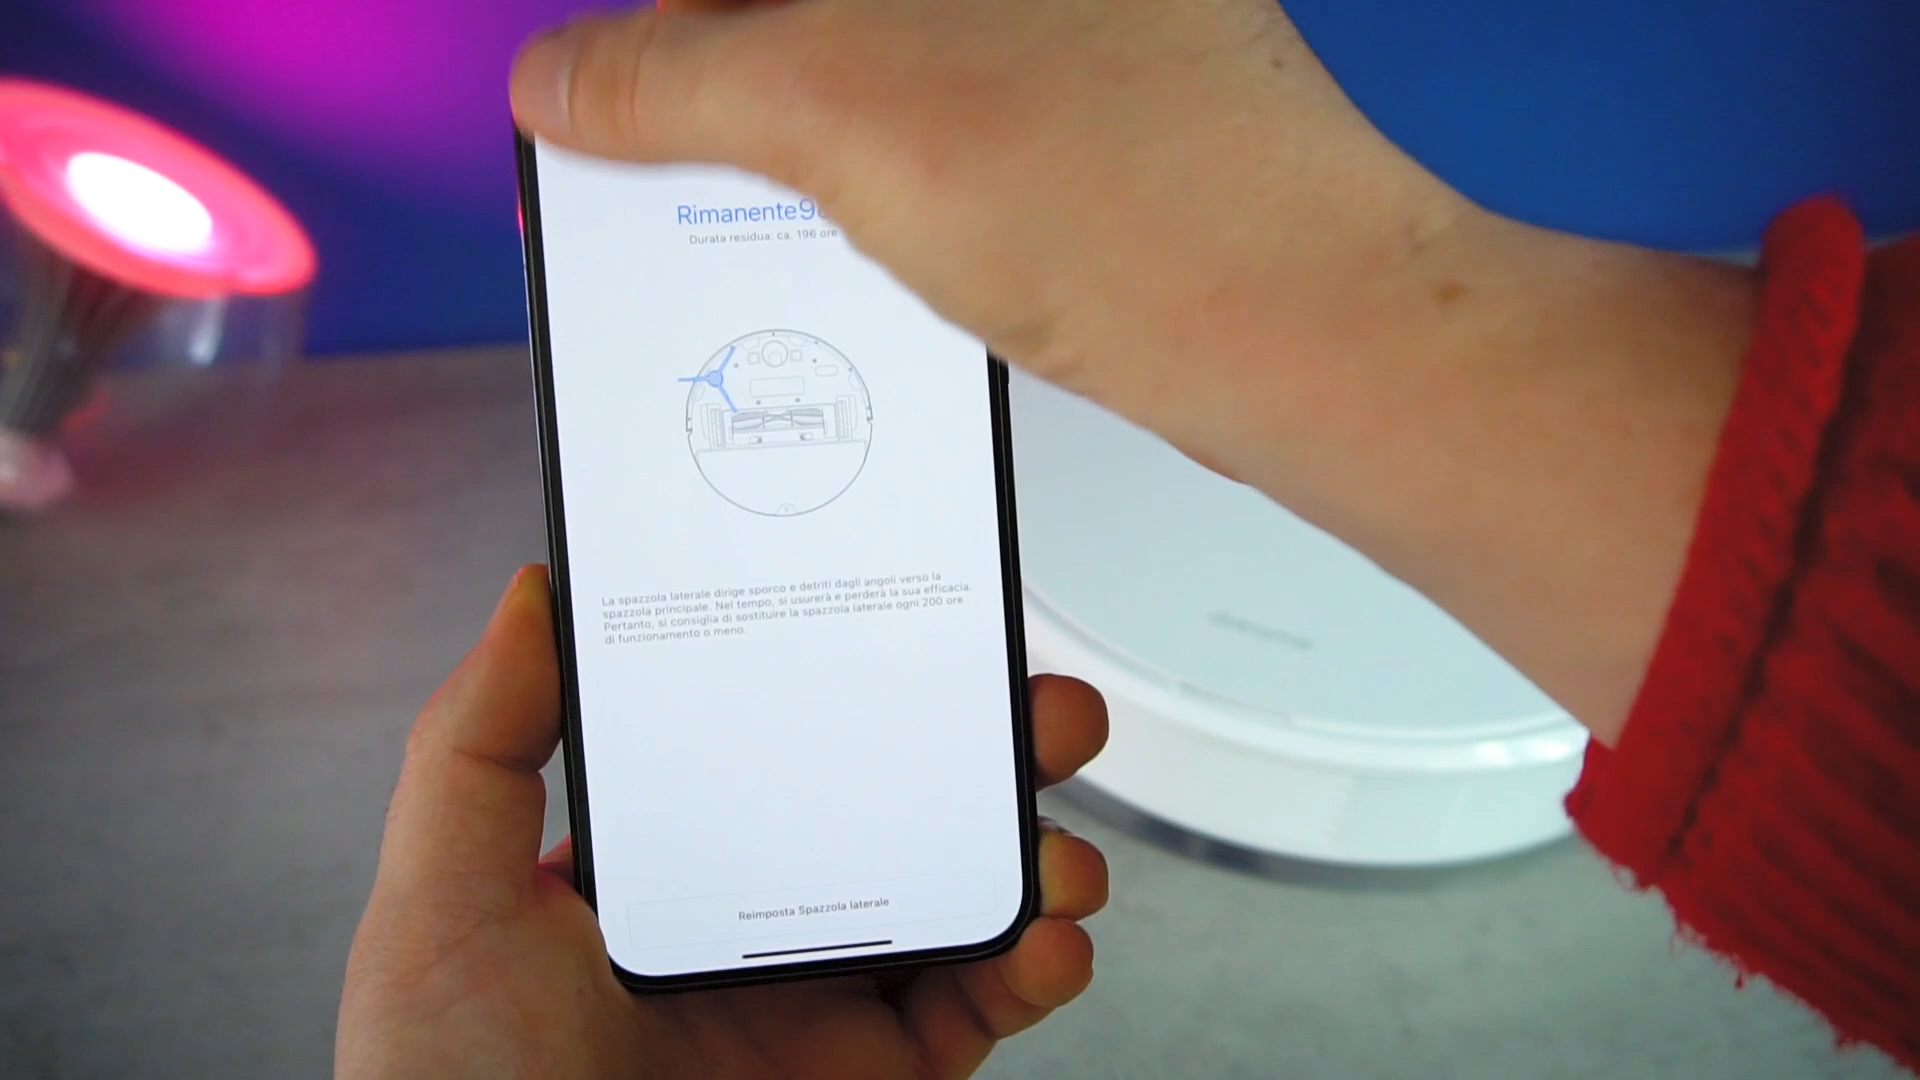 Rimanente 9
Durata residua: ca. 196 ore
La spazzola laterale dirige sporco e detriti dagli angoli verso la
spazzola principale. Nel tempo, si usurerà e perderà la sua efficacia.
Pertanto, si consiglia di sostituire la spazzola laterale ogni 200 ore
di funzionamento o meno.
Reimposta Spazzola laterale